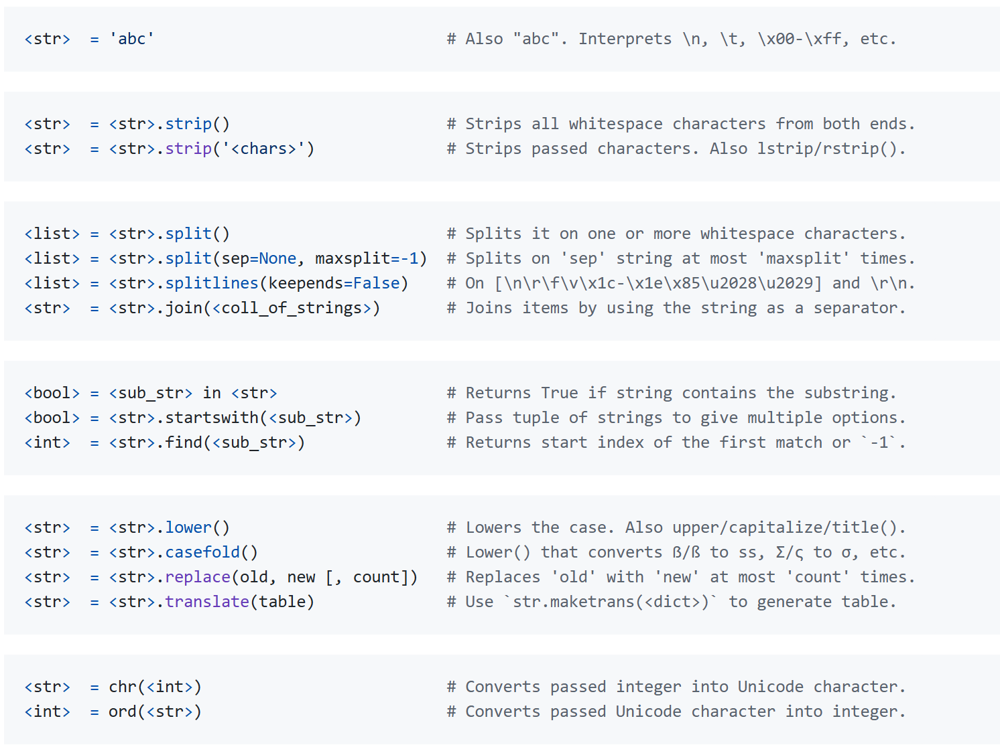 <str>  = 'abc'                               # Also "abc". Interprets \n, \t, \x00-\xff, etc.
<str>  = <str>.strip()                       # Strips all whitespace characters from both ends.
<str>  = <str>.strip('<chars>')              # Strips passed characters. Also lstrip/rstrip().
<list> = <str>.split()                       # Splits it on one or more whitespace characters.
<list> = <str>.split(sep=None, maxsplit=-1)  # Splits on 'sep' string at most 'maxsplit' times.
<list> = <str>.splitlines(keepends=False)    # On [\n\r\f\v\x1c-\x1e\x85\u2028\u2029] and \r\n.
<str>  = <str>.join(<coll_of_strings>)       # Joins items by using the string as a separator.
<bool> = <sub_str> in <str>                  # Returns True if string contains the substring.
<bool> = <str>.startswith(<sub_str>)         # Pass tuple of strings to give multiple options.
<int>  = <str>.find(<sub_str>)               # Returns start index of the first match or `-1`.
<str>  = <str>.lower()                       # Lowers the case. Also upper/capitalize/title().
<str>  = <str>.casefold()                    # Lower() that converts ẞ/ß to ss, Σ/ς to σ, etc.
<str>  = <str>.replace(old, new [, count])   # Replaces 'old' with 'new' at most 'count' times.
<str>  = <str>.translate(table)              # Use `str.maketrans(<dict>)` to generate table.
<str>  = chr(<int>)                          # Converts passed integer into Unicode character.
<int>  = ord(<str>)                          # Converts passed Unicode character into integer.